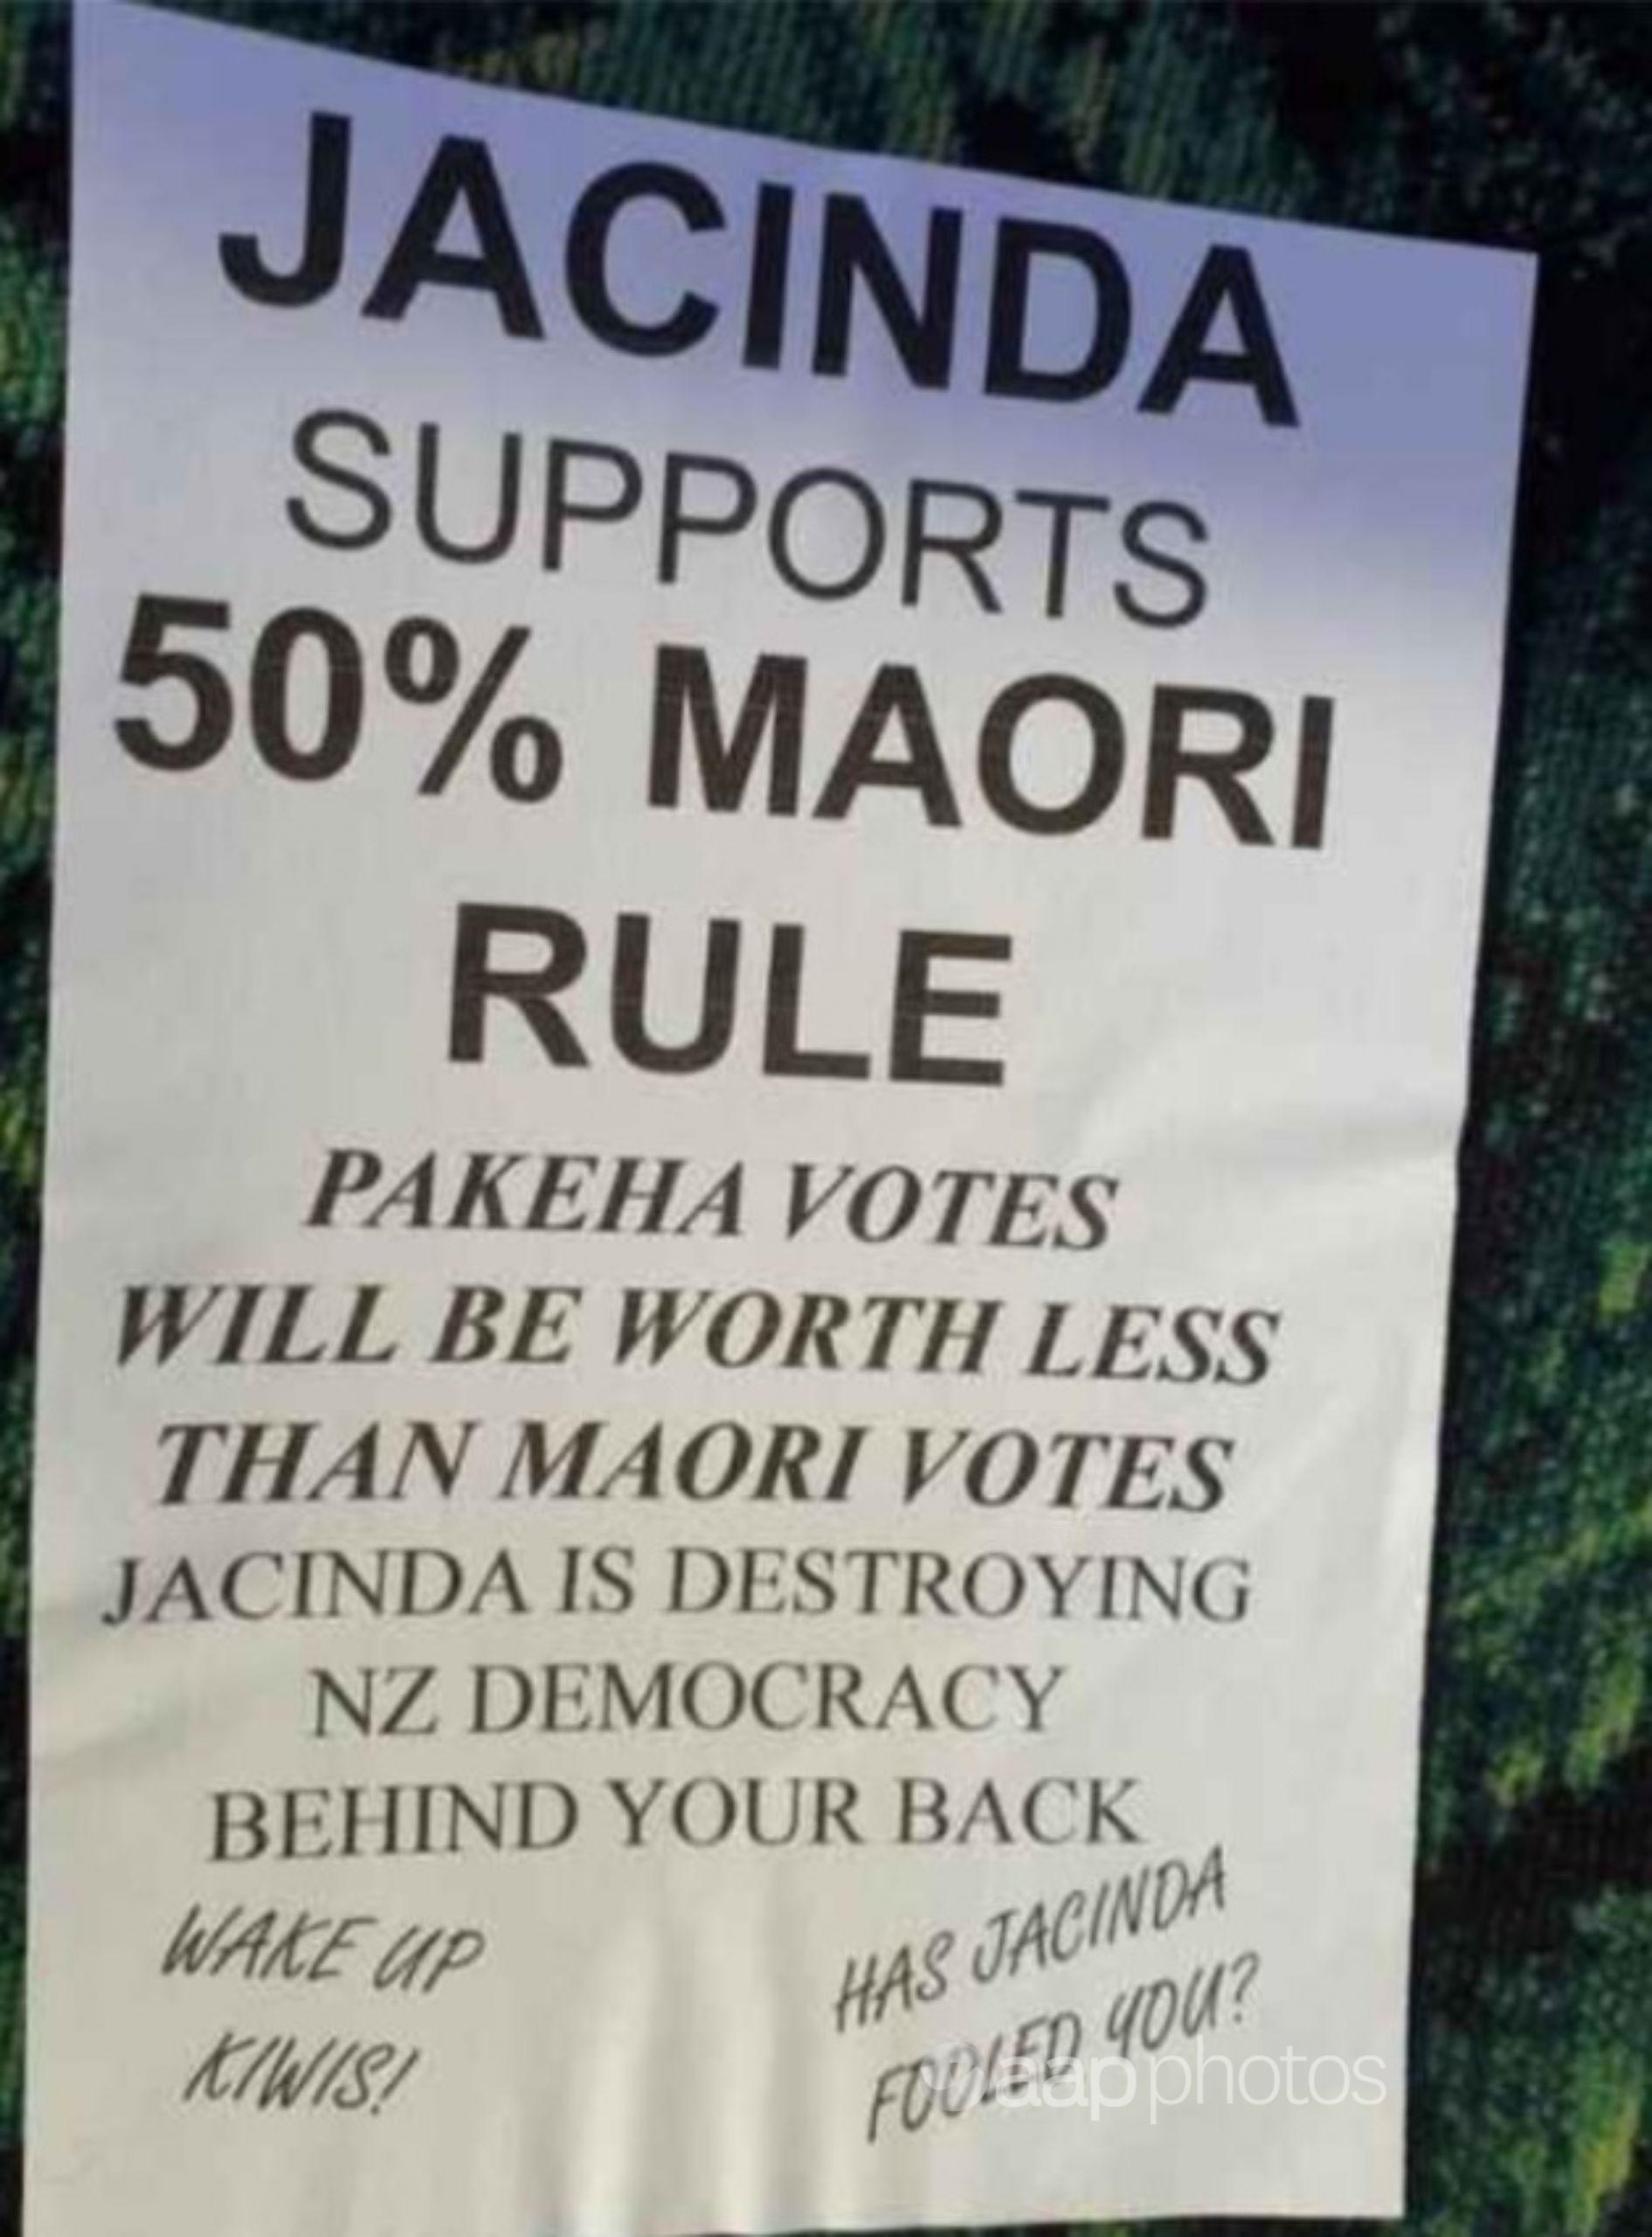 JACINDA
SUPPORTS
50% MAORI
RULE
PAKEHA VOTES
WILL BE WORTH LESS
THAN MAORI VOTES
JACINDA IS DESTROYING
NZ DEMOCRACY
BEHIND YOUR BACK
WAKE UP
KIWIS!
HAS JACINDA
FOOLED YOU?
aap photos